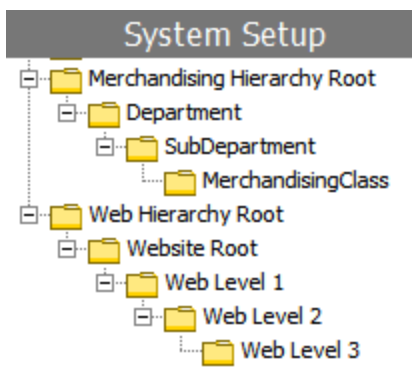 System Setup
Merchandising Hierarchy Root
Department
SubDepartment
MerchandisingClass
Web Hierarchy Root
Website Root
Web Level 1
Web Level 2
Web Level 3